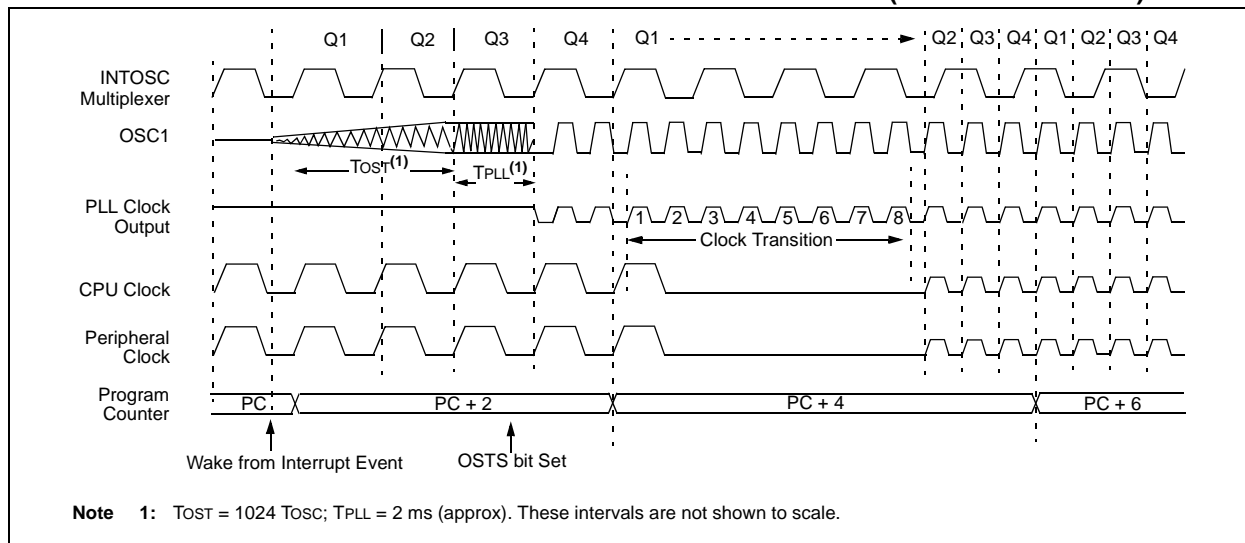 Q1 Q2 Q3 Q4 Q1 Q2 Q3 Q4 Q1 Q2 Q3 Q4
INTOSC
Multiplexer
OSC1
TOST(1)
TPLL(1)
PLL Clock
Output
1 2 3 4 5 6 7 8
Clock Transition
CPU Clock
Peripheral
Clock
Program
Counter
PC PC + 2 PC + 4 PC + 6
Wake from Interrupt Event
OSTS bit Set
Note 1: TOST = 1024 TOSC; TPLL = 2 ms (approx). These intervals are not shown to scale.